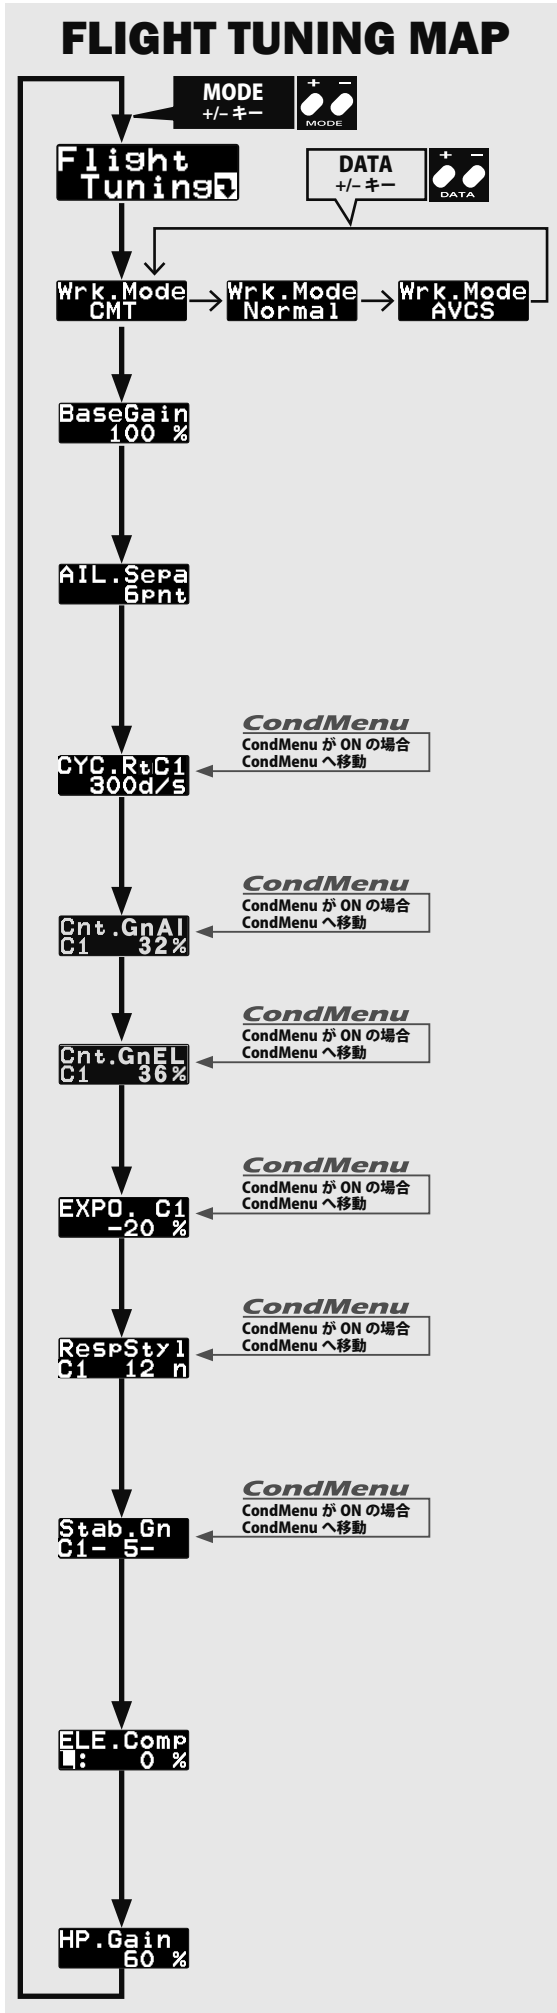 FLIGHT TUNING MAP
MODE
+/– キー
+ −
MODE
Flight
Tuning
DATA
+/– キー
+ −
DATA
Wrk.Mode
CMT
Wrk.Mode
Normal
Wrk.Mode
AVCS
BaseGain
100 %
AIL.Sepa
6pnt
CYC.RtC1
300d/s
CondMenu
CondMenu が ON の場合
CondMenu へ移動
Cnt.GnAI
C1 32%
CondMenu
CondMenu が ON の場合
CondMenu へ移動
Cnt.GnEL
C1 36%
CondMenu
CondMenu が ON の場合
CondMenu へ移動
EXPO. C1
-20 %
CondMenu
CondMenu が ON の場合
CondMenu へ移動
RespStyl
C1 12 n
CondMenu
CondMenu が ON の場合
CondMenu へ移動
Stab.Gn
C1- 5-
CondMenu
CondMenu が ON の場合
CondMenu へ移動
ELE.Comp
: 0 %
HP.Gain
60 %